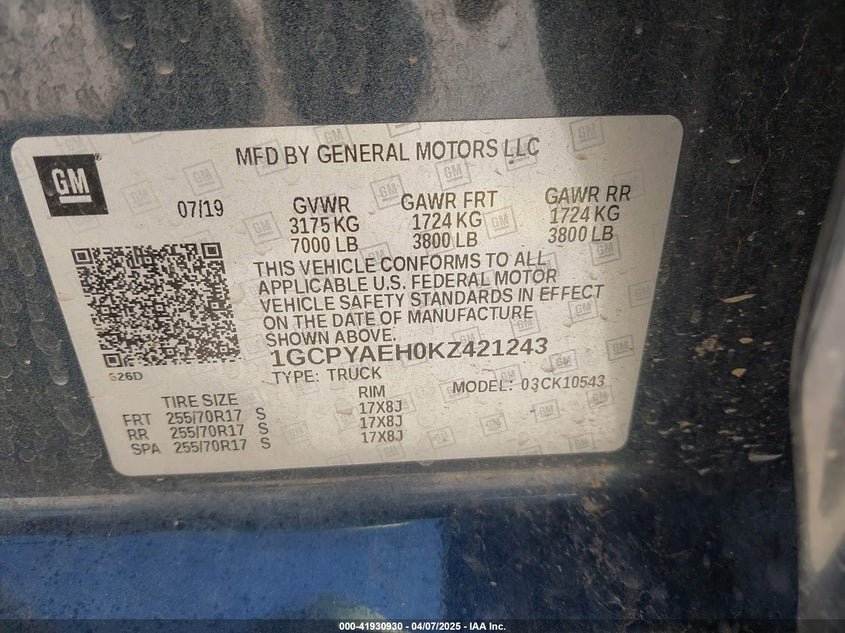 MFD BY GENERAL MOTORS LLC
GM
07/19 GVWR GAWR FRT GAWR RR
3175 KG 1724 KG 1724 KG
7000 LB 3800 LB 3800 LB
THIS VEHICLE CONFORMS TO ALL
APPLICABLE U.S. FEDERAL MOTOR
VEHICLE SAFETY STANDARDS IN EFFECT
ON THE DATE OF MANUFACTURE
SHOWN ABOVE.
1GCPYAEH0KZ421243
626D
TYPE: TRUCK MODEL: 03CK10543
TIRE SIZE RIM
FRT 255/70R17 S 17X8J
RR 255/70R17 S 17X8J
SPA 255/70R17 S 17X8J
000-41930930 - 04/07/2025 - IAA Inc.